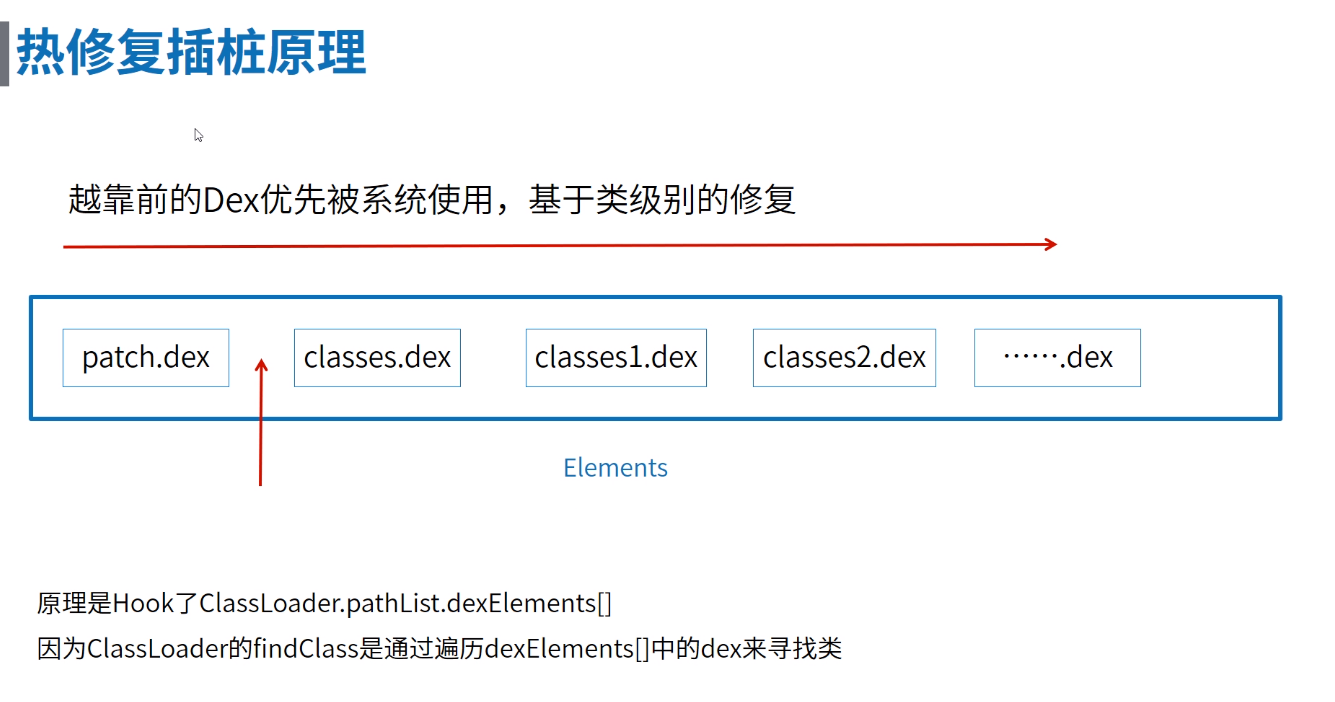 热修复插桩原理
越靠前的Dex优先被系统使用，基于类级别的修复
patch.dex classes.dex classes1.dex classes2.dex …….dex
Elements
原理是Hook了ClassLoader.pathList.dexElements[]
因为ClassLoader的findClass是通过遍历dexElements[]中的dex来寻找类